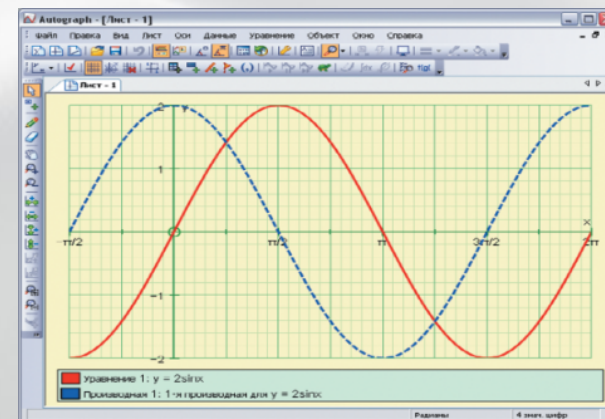 Autograph - [Лист - 1]
Файл Правка Вид Лист Оси Данные Уравнение Объект Окно Справка
Лист - 1
2
y
1
x
-π/2 π/2 π 3π/2 2π
-1
-2
Уравнение 1: y = 2sinx
Производная 1: 1-я производная для y = 2sinx
Радианы 4 знач. цифр